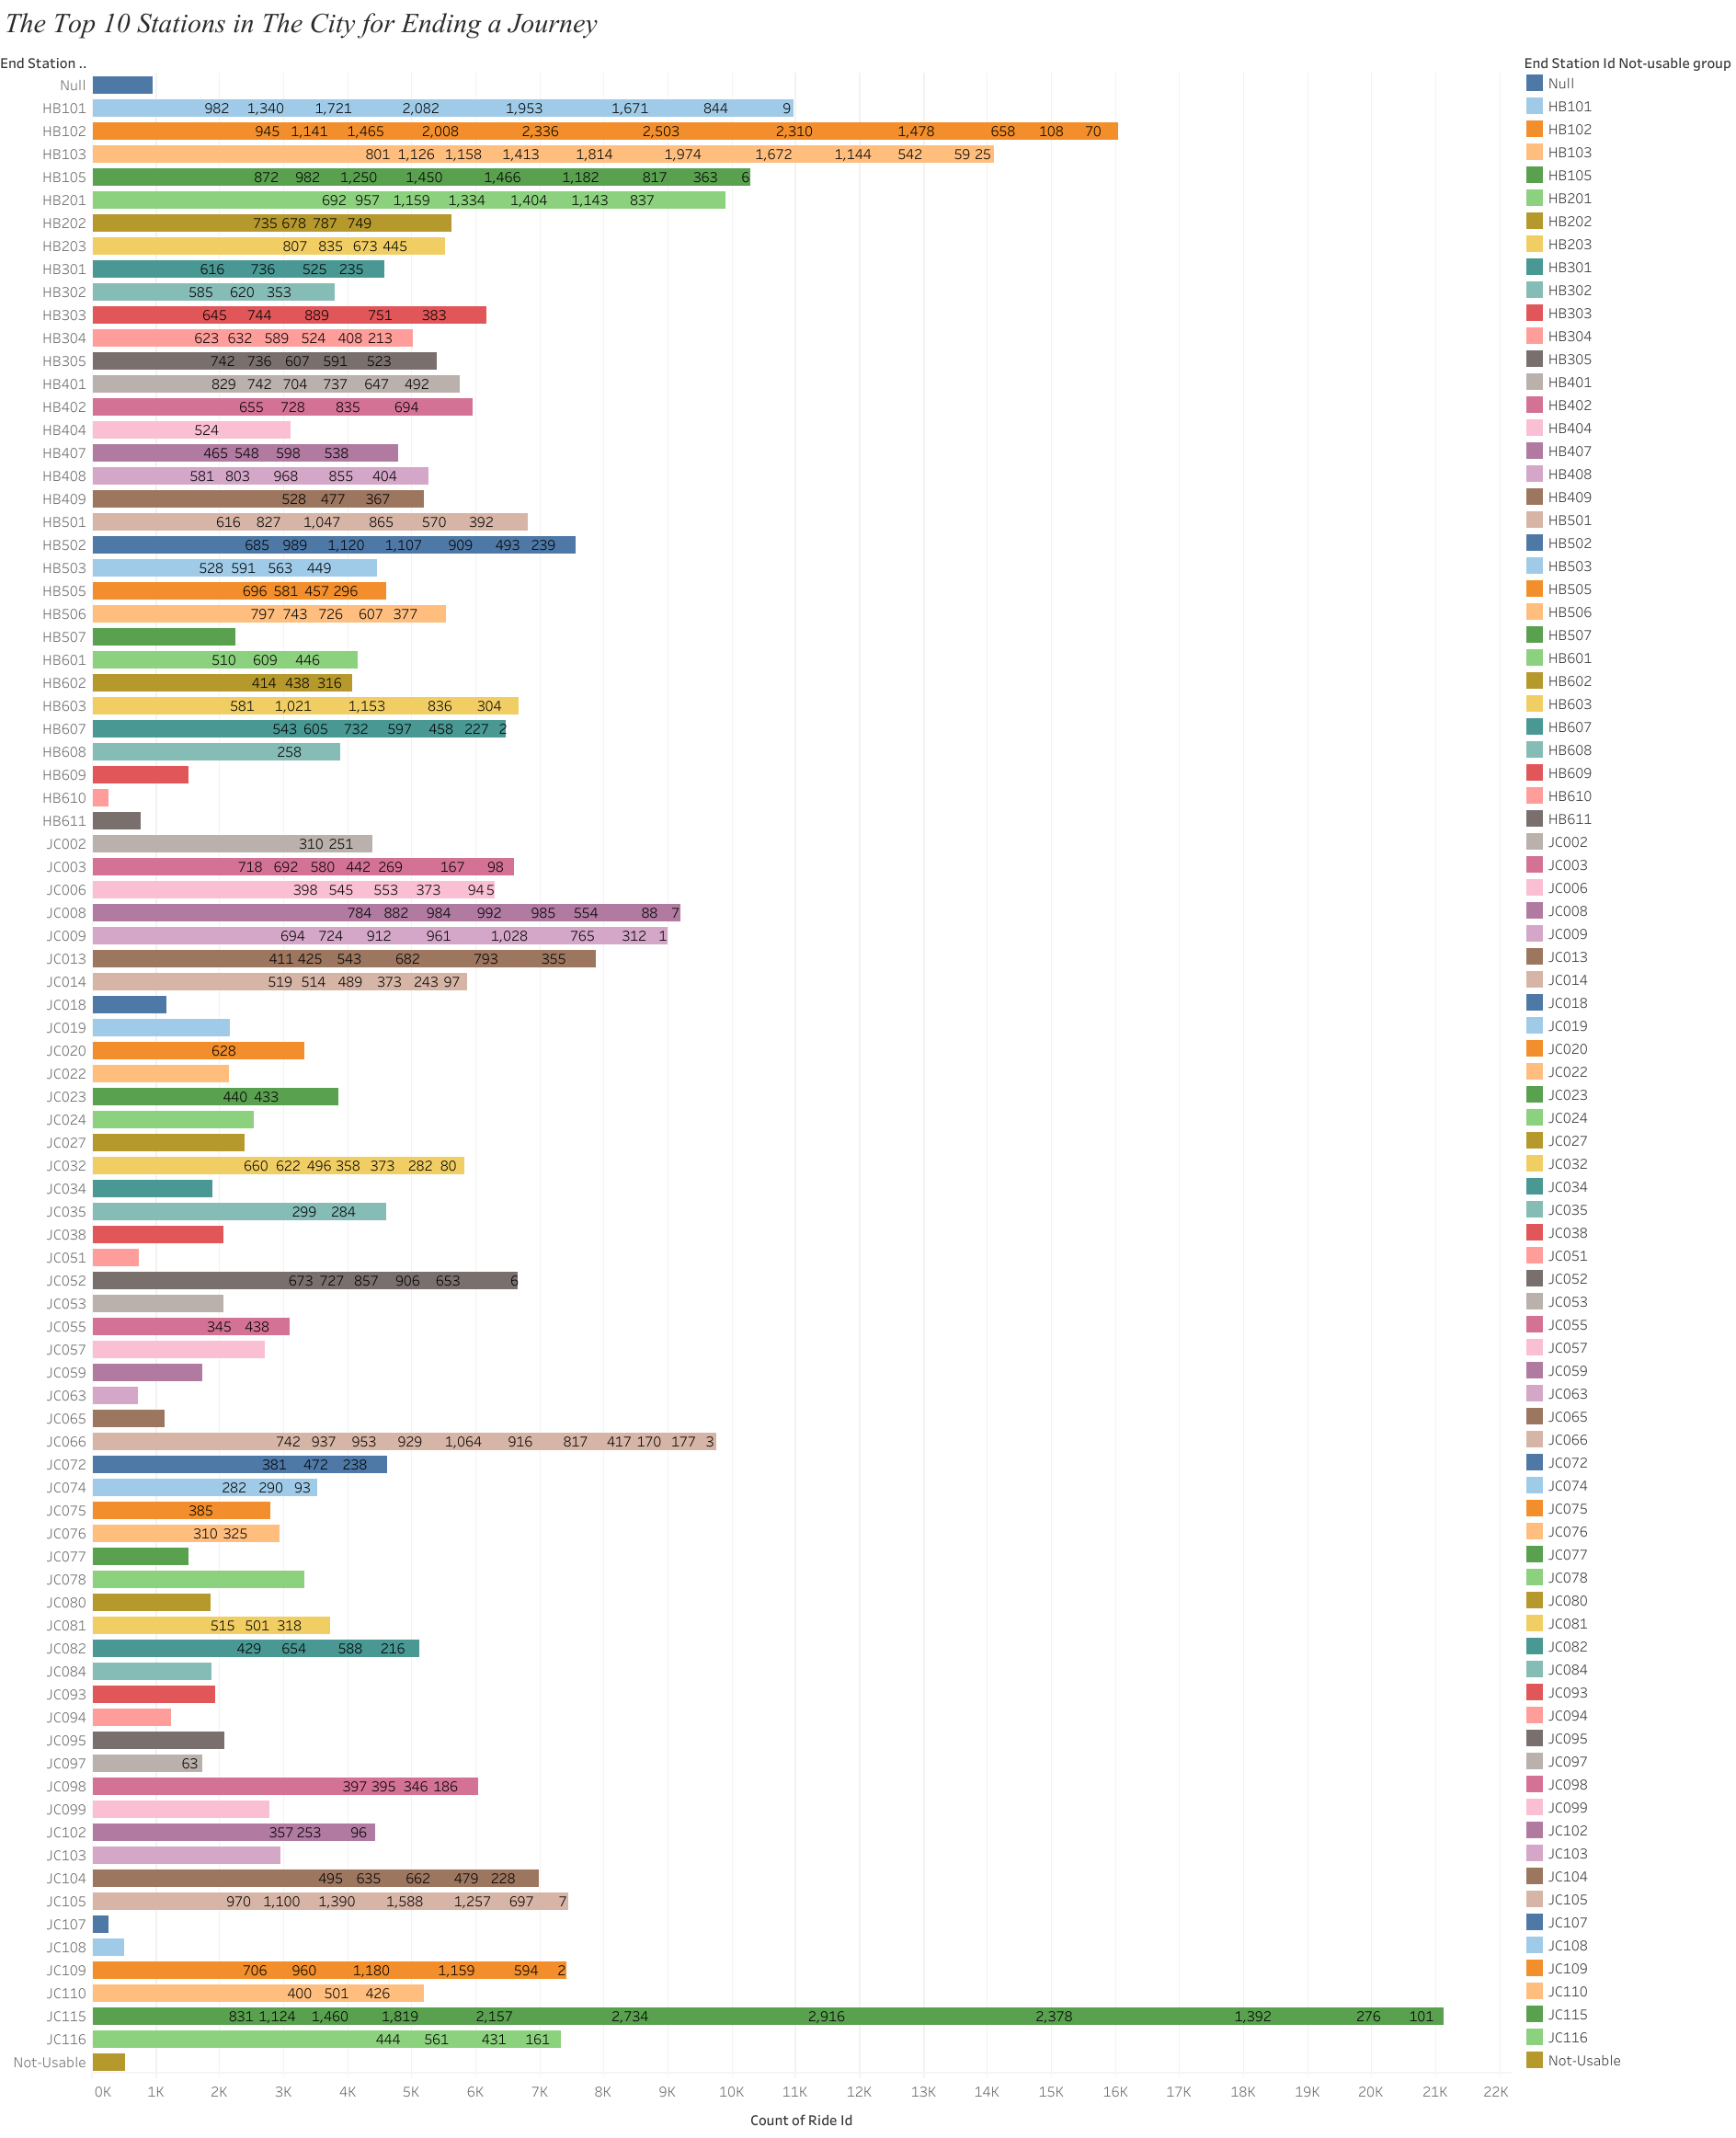 The Top 10 Stations in The City for Ending a Journey
End Station .. End Station Id Not-usable group
Null Null
HB101 982 1,340 1,721 2,082 1,953 1,671 844 9 HB101
HB102 945 1,141 1,465 2,008 2,336 2,503 2,310 1,478 658 108 70 HB102
HB103 801 1,126 1,158 1,413 1,814 1,974 1,672 1,144 542 59 25 HB103
HB105 872 982 1,250 1,450 1,466 1,182 817 363 6 HB105
HB201 692 957 1,159 1,334 1,404 1,143 837 HB201
HB202 735 678 787 749 HB202
HB203 807 835 673 445 HB203
HB301 616 736 525 235 HB301
HB302 585 620 353 HB302
HB303 645 744 889 751 383 HB303
HB304 623 632 589 524 408 213 HB304
HB305 742 736 607 591 523 HB305
HB401 829 742 704 737 647 492 HB401
HB402 655 728 835 694 HB402
HB404 524 HB404
HB407 465 548 598 538 HB407
HB408 581 803 968 855 404 HB408
HB409 528 477 367 HB409
HB501 616 827 1,047 865 570 392 HB501
HB502 685 989 1,120 1,107 909 493 239 HB502
HB503 528 591 563 449 HB503
HB505 696 581 457 296 HB505
HB506 797 743 726 607 377 HB506
HB507 HB507
HB601 510 609 446 HB601
HB602 414 438 316 HB602
HB603 581 1,021 1,153 836 304 HB603
HB607 543 605 732 597 458 227 2 HB607
HB608 258 HB608
HB609 HB609
HB610 HB610
HB611 HB611
JC002 310 251 JC002
JC003 718 692 580 442 269 167 98 JC003
JC006 398 545 553 373 94 5 JC006
JC008 784 882 984 992 985 554 88 7 JC008
JC009 694 724 912 961 1,028 765 312 1 JC009
JC013 411 425 543 682 793 355 JC013
JC014 519 514 489 373 243 97 JC014
JC018 JC018
JC019 JC019
JC020 628 JC020
JC022 JC022
JC023 440 433 JC023
JC024 JC024
JC027 JC027
JC032 660 622 496 358 373 282 80 JC032
JC034 JC034
JC035 299 284 JC035
JC038 JC038
JC051 JC051
JC052 673 727 857 906 653 6 JC052
JC053 JC053
JC055 345 438 JC055
JC057 JC057
JC059 JC059
JC063 JC063
JC065 JC065
JC066 742 937 953 929 1,064 916 817 417 170 177 3 JC066
JC072 381 472 238 JC072
JC074 282 290 93 JC074
JC075 385 JC075
JC076 310 325 JC076
JC077 JC077
JC078 JC078
JC080 JC080
JC081 515 501 318 JC081
JC082 429 654 588 216 JC082
JC084 JC084
JC093 JC093
JC094 JC094
JC095 JC095
JC097 63 JC097
JC098 397 395 346 186 JC098
JC099 JC099
JC102 357 253 96 JC102
JC103 JC103
JC104 495 635 662 479 228 JC104
JC105 970 1,100 1,390 1,588 1,257 697 7 JC105
JC107 JC107
JC108 JC108
JC109 706 960 1,180 1,159 594 2 JC109
JC110 400 501 426 JC110
JC115 831 1,124 1,460 1,819 2,157 2,734 2,916 2,378 1,392 276 101 JC115
JC116 444 561 431 161 JC116
Not-Usable Not-Usable
0K 1K 2K 3K 4K 5K 6K 7K 8K 9K 10K 11K 12K 13K 14K 15K 16K 17K 18K 19K 20K 21K 22K
Count of Ride Id